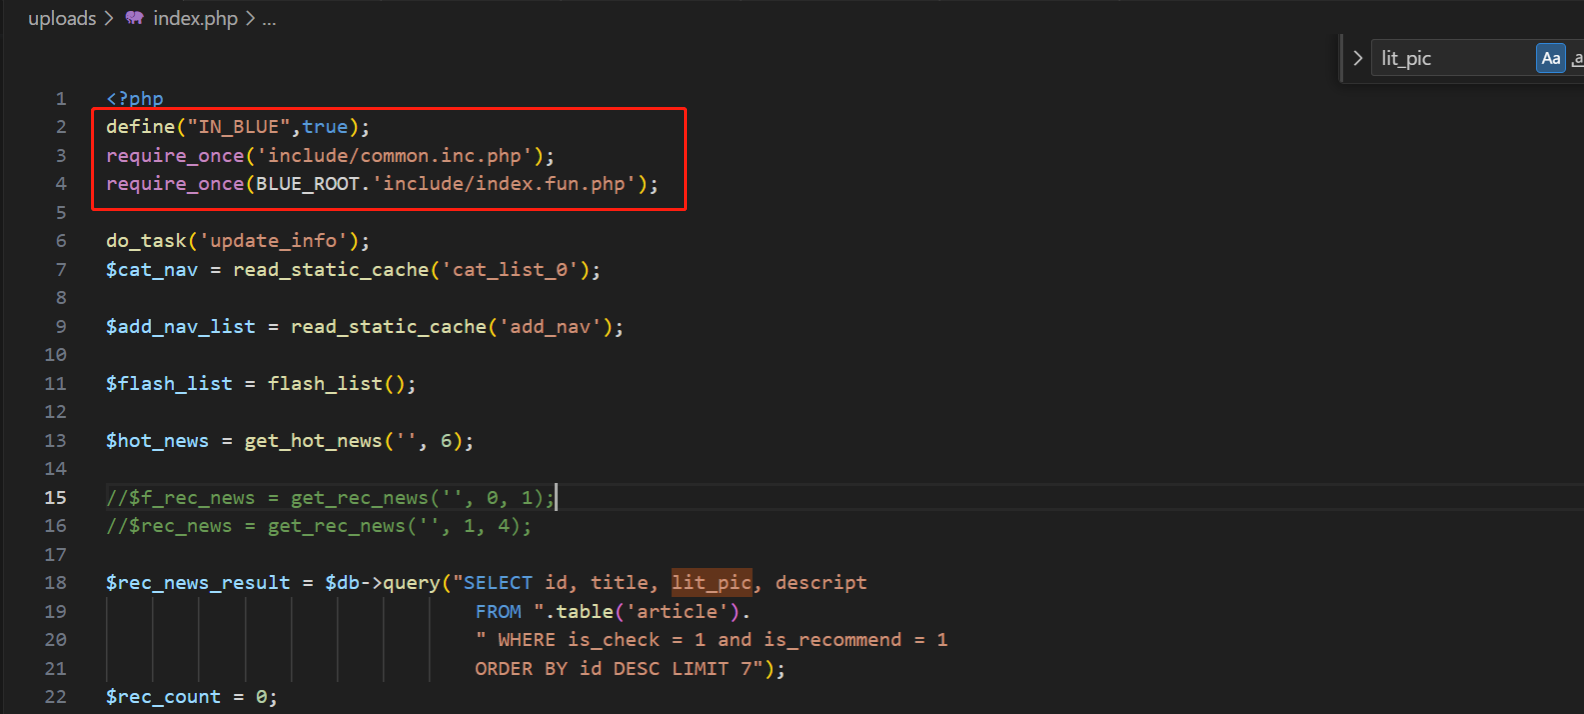 uploads > index.php > ...
lit_pic
Aa
1 <?php
2 define("IN_BLUE",true);
3 require_once('include/common.inc.php');
4 require_once(BLUE_ROOT.'include/index.fun.php');
5
6 do_task('update_info');
7 $cat_nav = read_static_cache('cat_list_0');
8
9 $add_nav_list = read_static_cache('add_nav');
10
11 $flash_list = flash_list();
12
13 $hot_news = get_hot_news('', 6);
14
15 //$f_rec_news = get_rec_news('', 0, 1);
16 //$rec_news = get_rec_news('', 1, 4);
17
18 $rec_news_result = $db->query("SELECT id, title, lit_pic, descript
19 FROM ".table('article').
20 " WHERE is_check = 1 and is_recommend = 1
21 ORDER BY id DESC LIMIT 7");
22 $rec_count = 0;